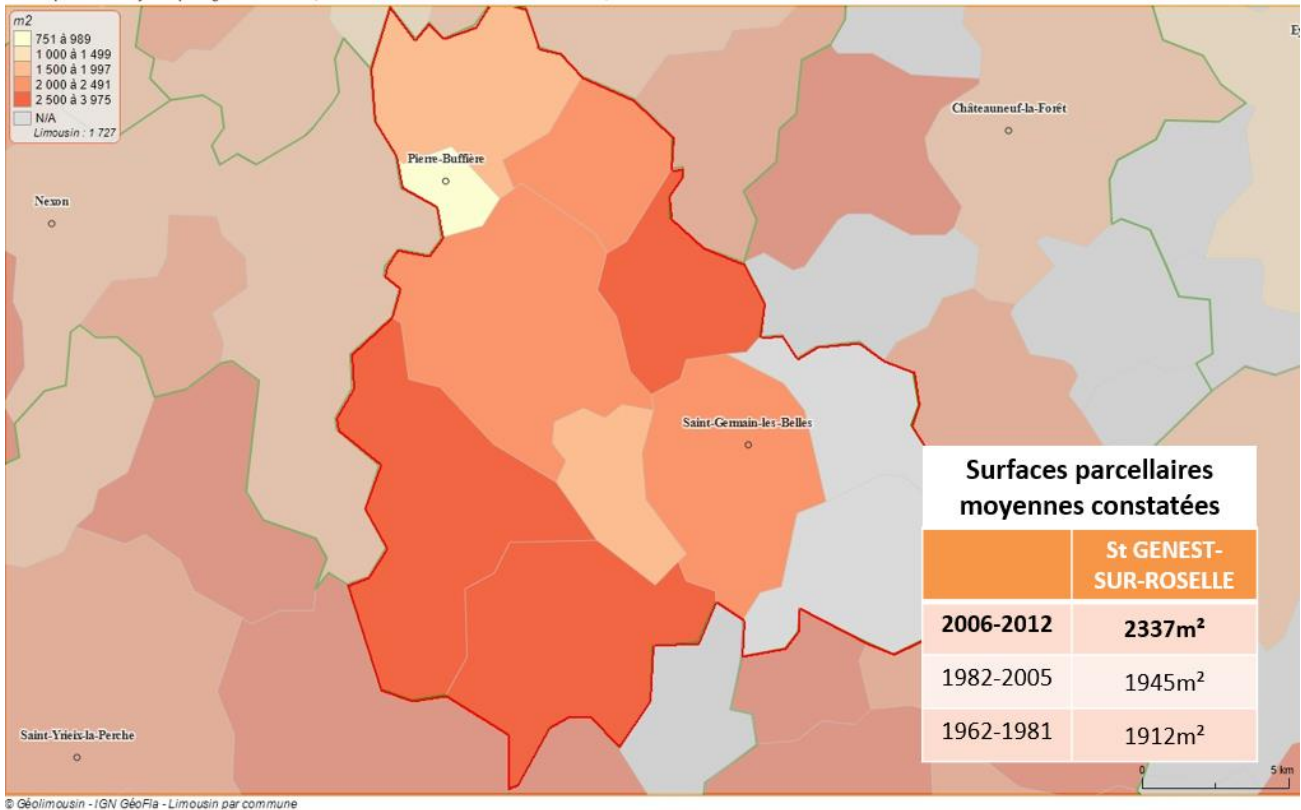 m2
751 à 989
1 000 à 1 499
1 500 à 1 997
2 000 à 2 491
2 500 à 3 975
N/A
Limousin : 1 727
Ey
Châteauneuf-la-Forêt
Pierre-Buffière
Nexon
Saint-Germain-les-Belles
Surfaces parcellaires
moyennes constatées
St GENEST-
SUR-ROSELLE
2006-2012 2337m²
1982-2005 1945m²
1962-1981 1912m²
Saint-Yrieix-la-Perche
0 5 km
© Géolimousin - IGN GéoFla - Limousin par commune